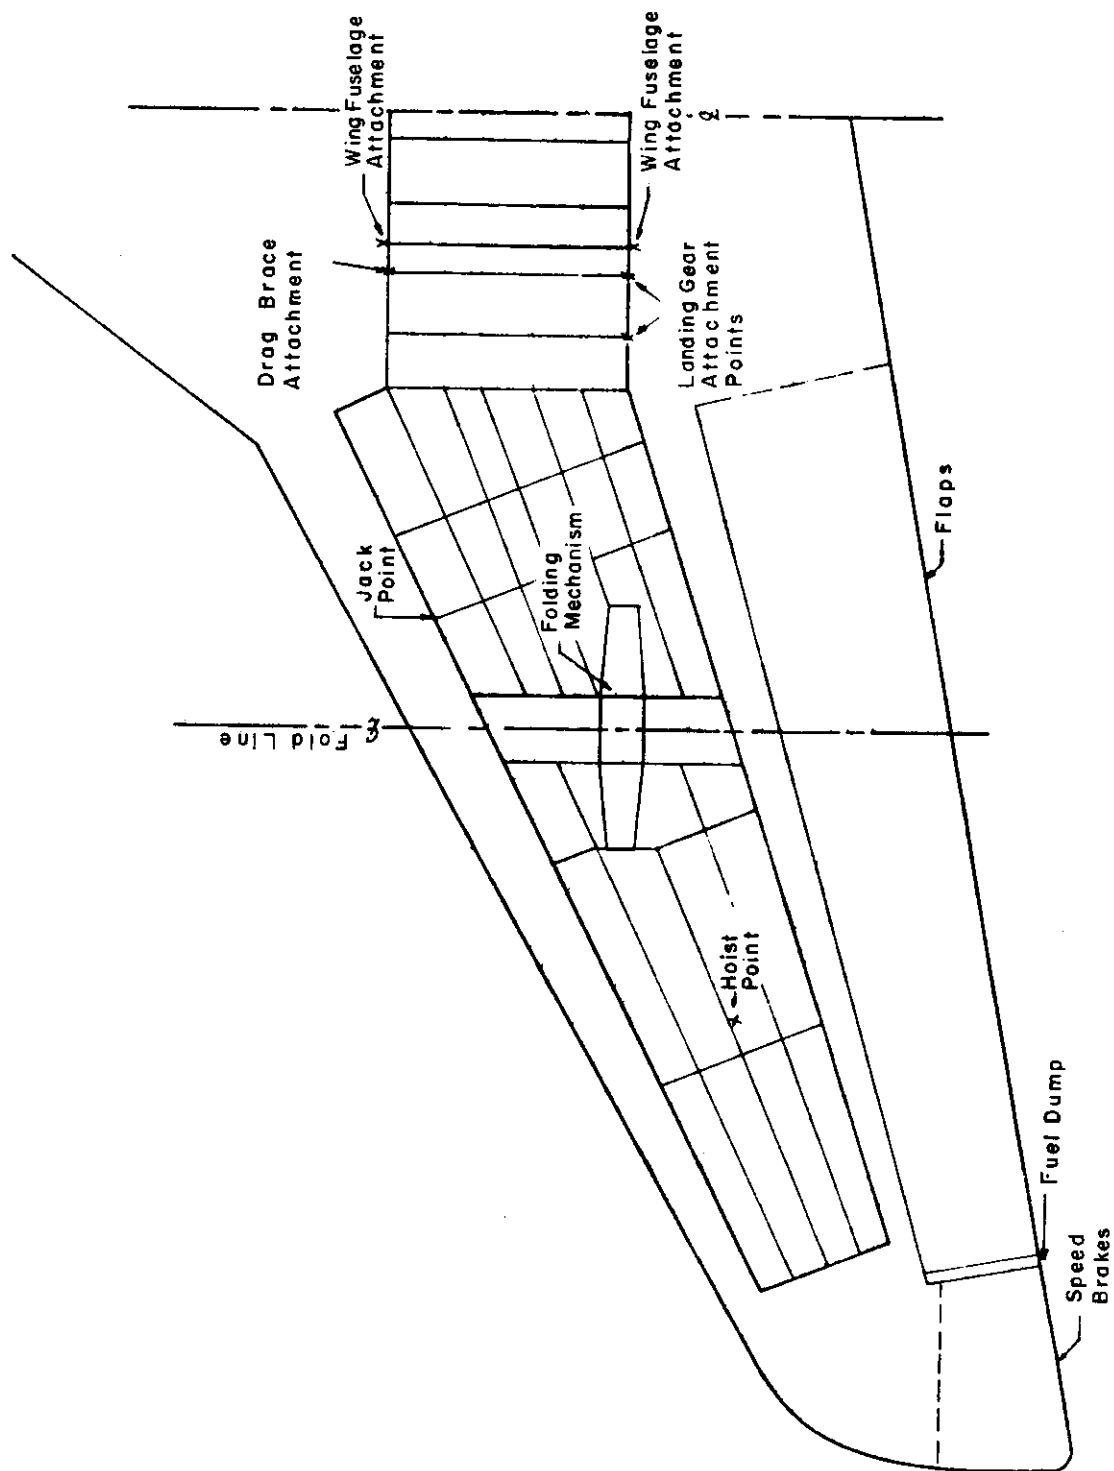 Wing Fuselage
Attachment
Drag Brace
Attachment
Wing Fuselage
Attachment
Landing Gear
Attachment
Points
Jack
Point
Folding
Mechanism
Flaps
Fold Line
Hoist
Point
Fuel Dump
Speed
Brakes